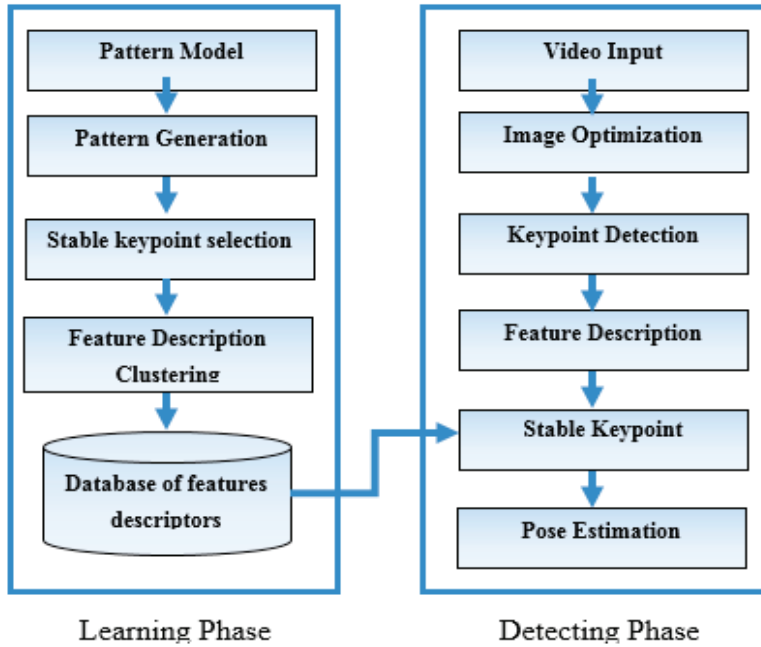 Pattern Model
Pattern Generation
Stable keypoint selection
Feature Description
Clustering
Database of features
descriptors
Learning Phase
Video Input
Image Optimization
Keypoint Detection
Feature Description
Stable Keypoint
Pose Estimation
Detecting Phase